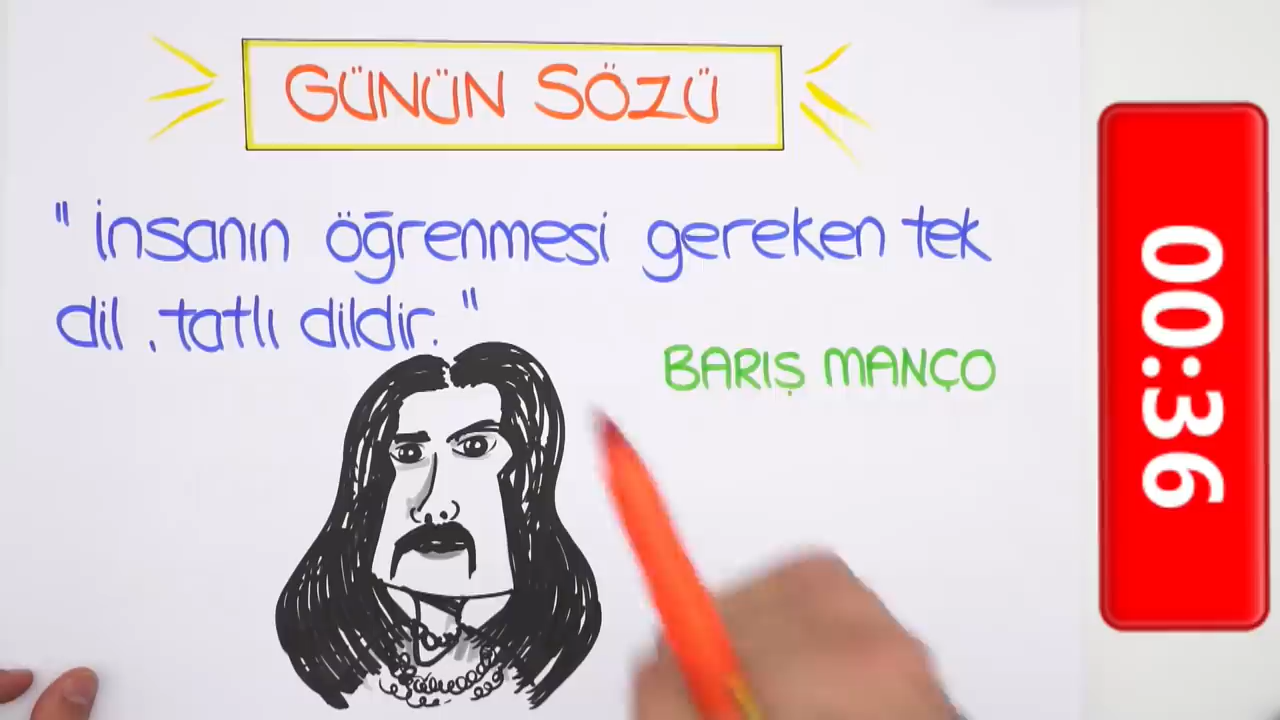 GÜNÜN SÖZÜ
" İnsanın öğrenmesi gereken tek
dil , tatlı dildir. "
BARIŞ MANÇO
00:36